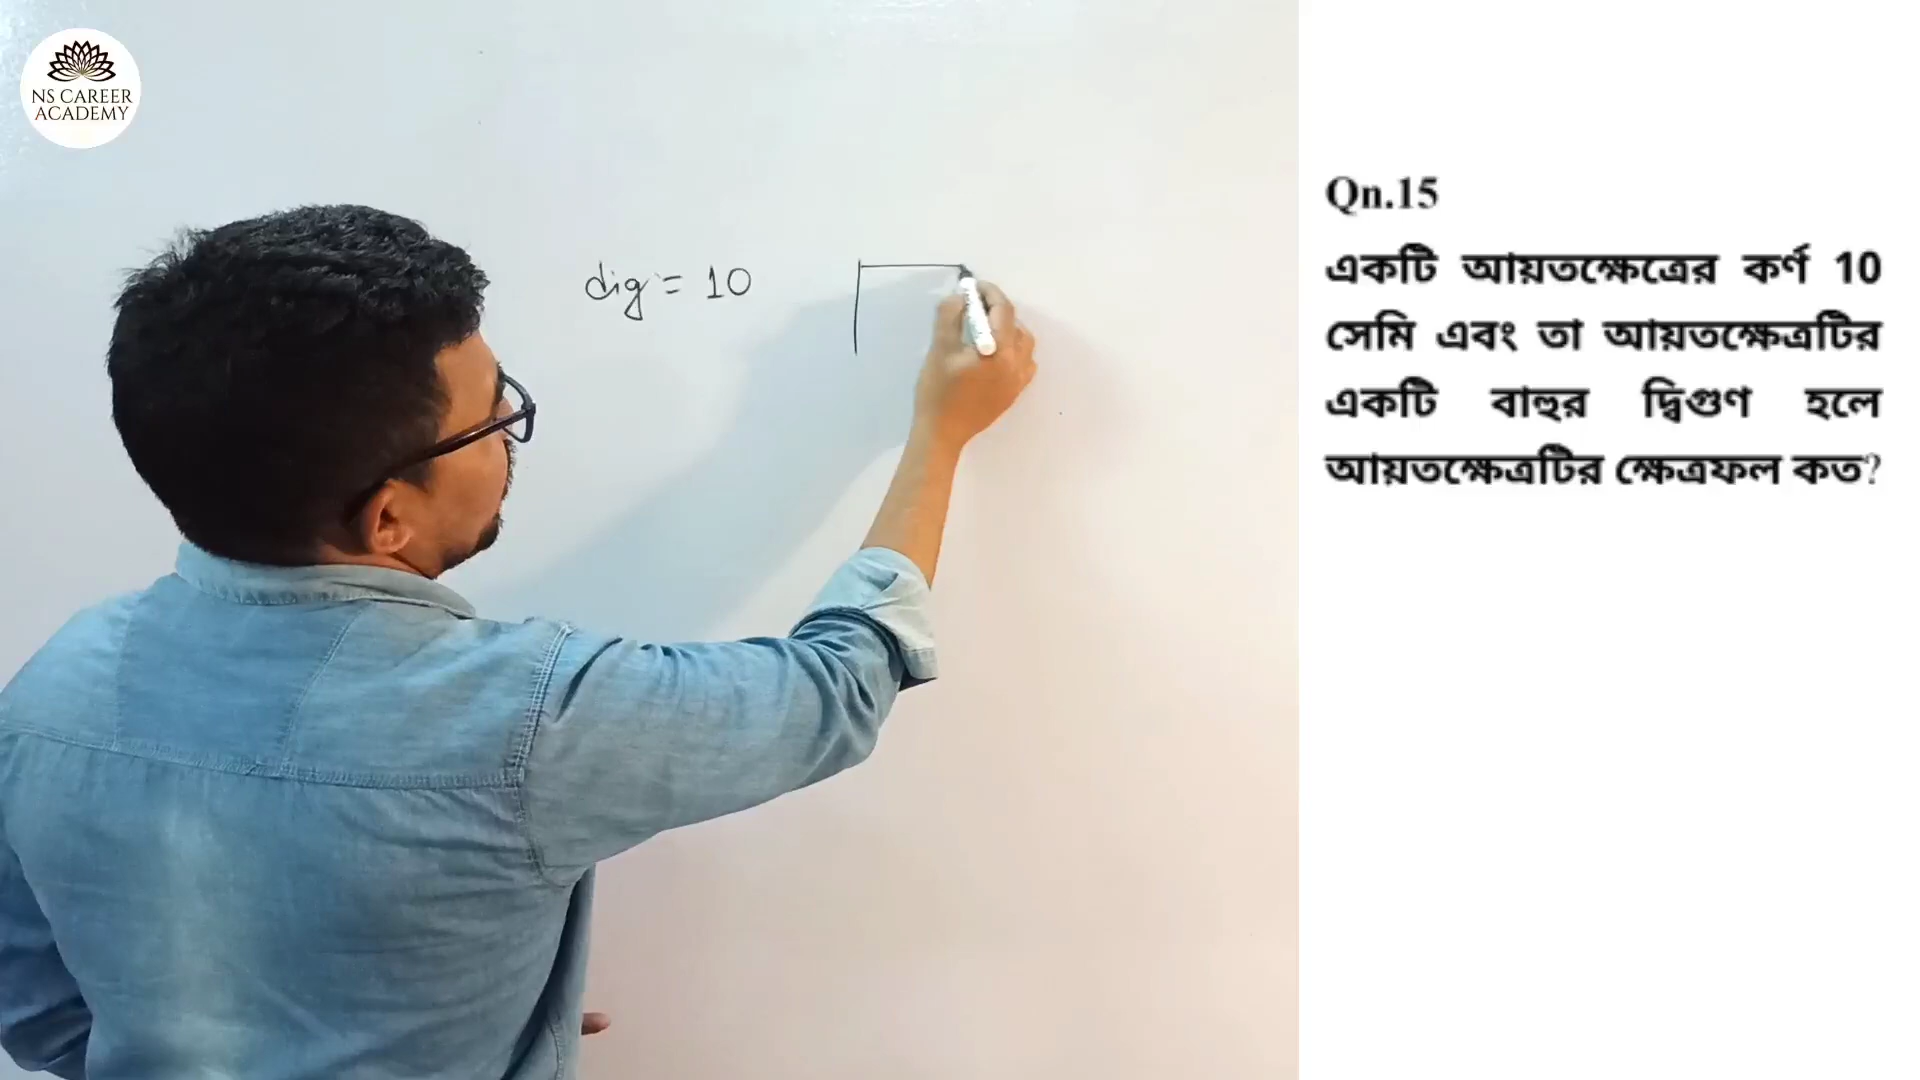 NS CAREER
ACADEMY
dig = 10
Qn.15
একটি আয়তক্ষেত্রের কর্ণ 10
সেমি এবং তা আয়তক্ষেত্রটির
একটি বাহুর দ্বিগুণ হলে
আয়তক্ষেত্রটির ক্ষেত্রফল কত?